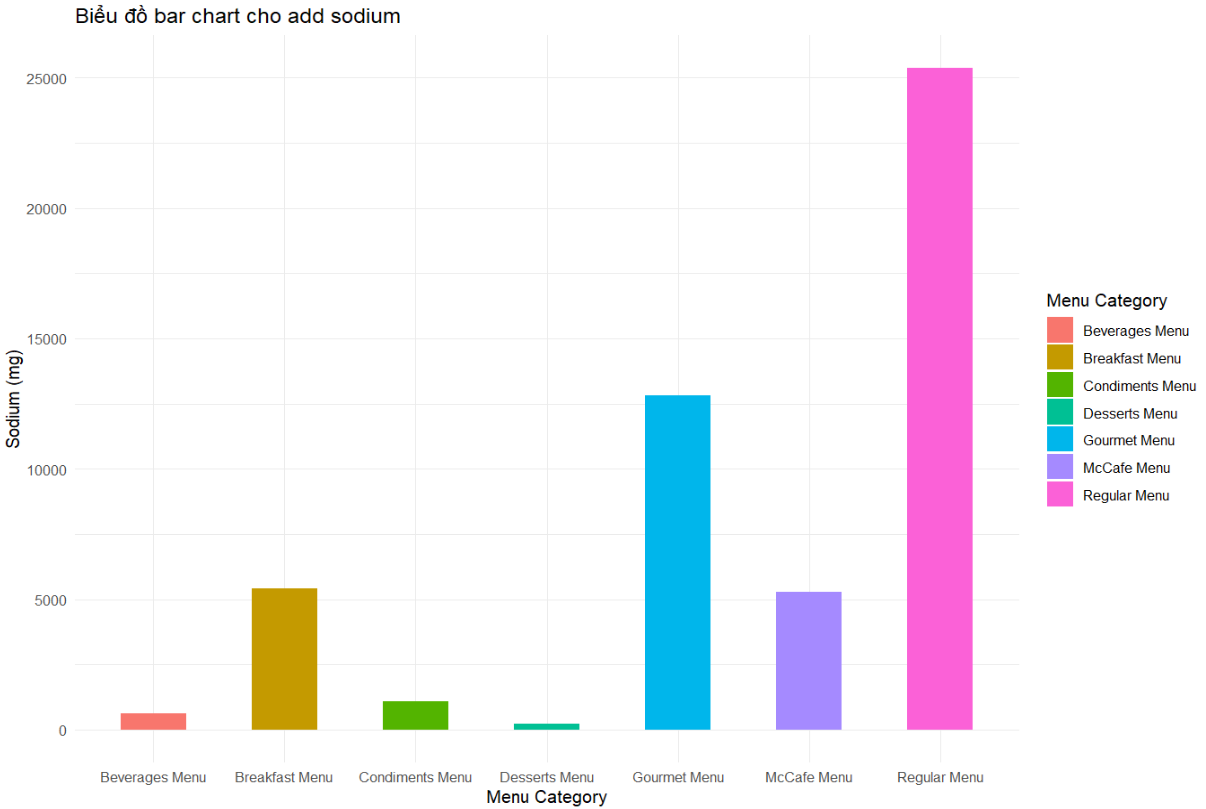 Biểu đồ bar chart cho add sodium
Sodium (mg)
25000
20000
15000
10000
5000
0
Beverages Menu
Breakfast Menu
Condiments Menu
Desserts Menu
Gourmet Menu
McCafe Menu
Regular Menu
Menu Category
Menu Category
Beverages Menu
Breakfast Menu
Condiments Menu
Desserts Menu
Gourmet Menu
McCafe Menu
Regular Menu